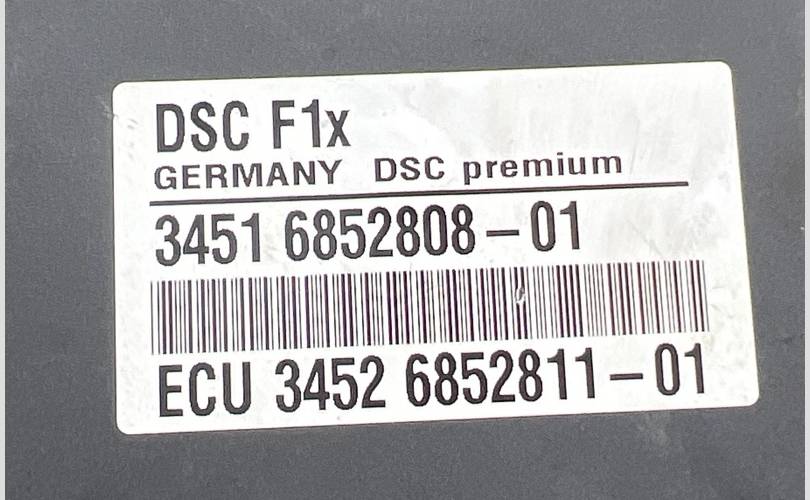 DSC F1x
GERMANY DSC premium
3451 6852808-01
ECU 3452 6852811-01